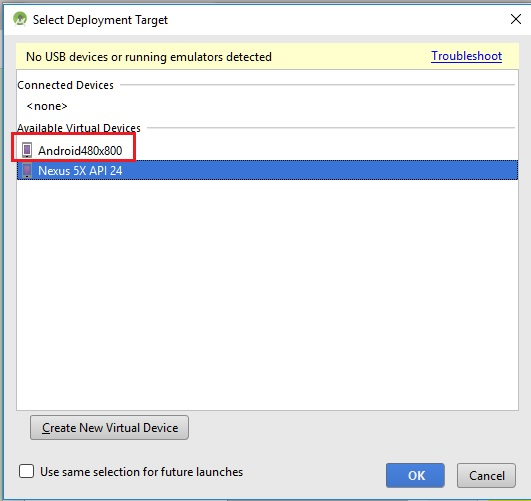 Select Deployment Target
No USB devices or running emulators detected
Troubleshoot
Connected Devices
<none>
Available Virtual Devices
Android480x800
Nexus 5X API 24
Create New Virtual Device
Use same selection for future launches
OK
Cancel